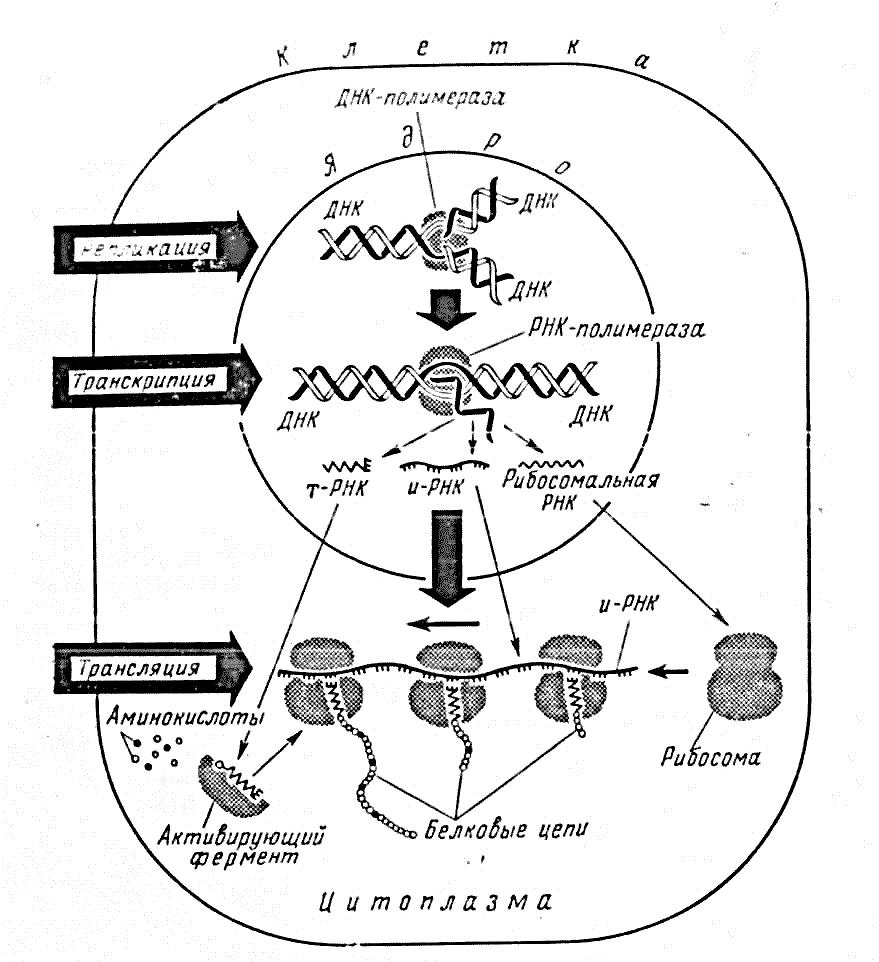 Клетка
ДНК-полимераза
Ядро
ДНК
ДНК
Репликация
ДНК
РНК-полимераза
Транскрипция
ДНК
ДНК
т-РНК
и-РНК
Рибосомальная
РНК
и-РНК
Трансляция
Аминокислоты
Рибосома
Активирующий
фермент
Белковые цепи
Цитоплазма